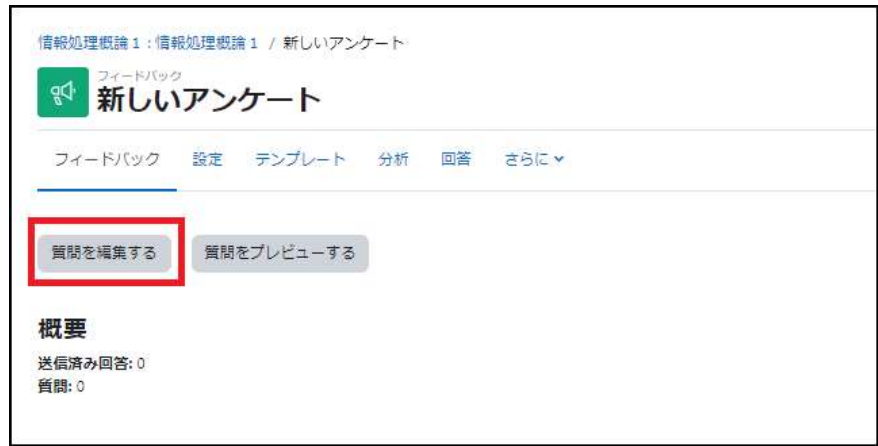 情報処理概論1:情報処理概論1 / 新しいアンケート
フィードバック
新しいアンケート
フィードバック 設定 テンプレート 分析 回答 さらに
質問を編集する 質問をプレビューする
概要
送信済み回答: 0
質問: 0